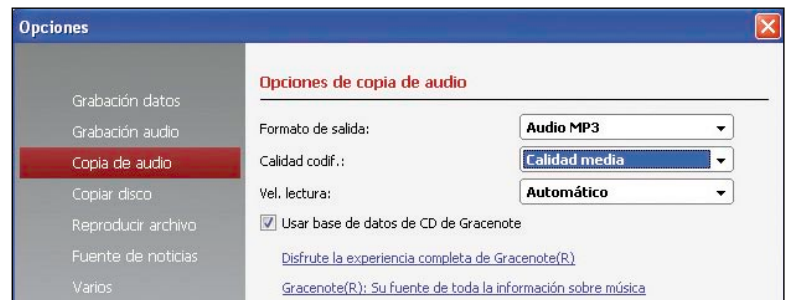 Opciones
Grabación datos
Grabación audio
Copia de audio
Copiar disco
Reproducir archivo
Fuente de noticias
Varios
Opciones de copia de audio
Formato de salida: Audio MP3
Calidad codif.: Calidad media
Vel. lectura: Automático
Usar base de datos de CD de Gracenote
Disfrute la experiencia completa de Gracenote(R)
Gracenote(R): Su fuente de toda la información sobre música